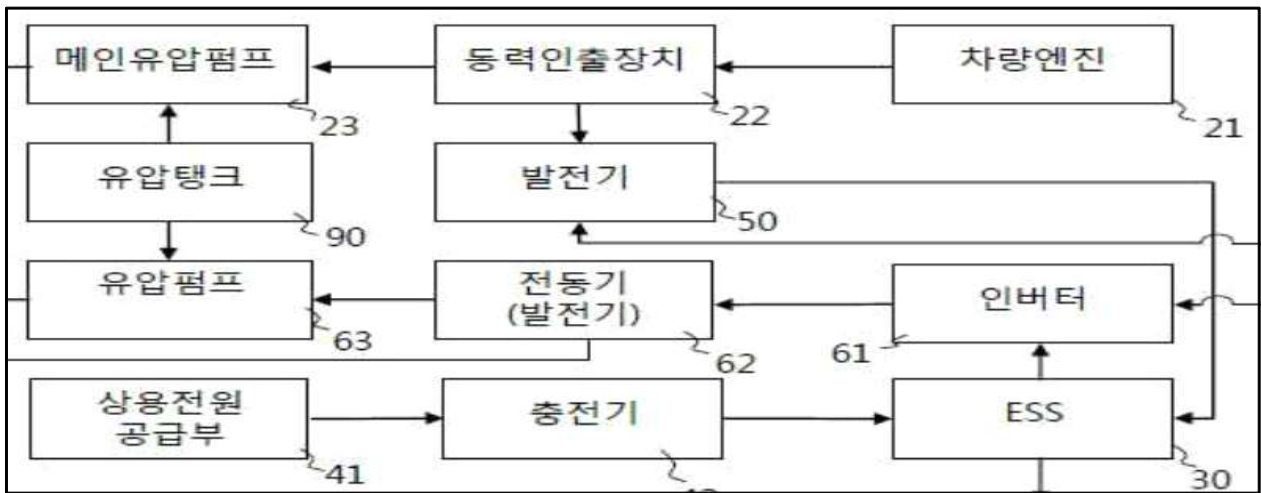 메인유압펌프
23
동력인출장치
22
차량엔진
21
유압탱크
90
발전기
50
유압펌프
63
전동기
(발전기)
62
인버터
61
상용전원
공급부
41
충전기
ESS
30